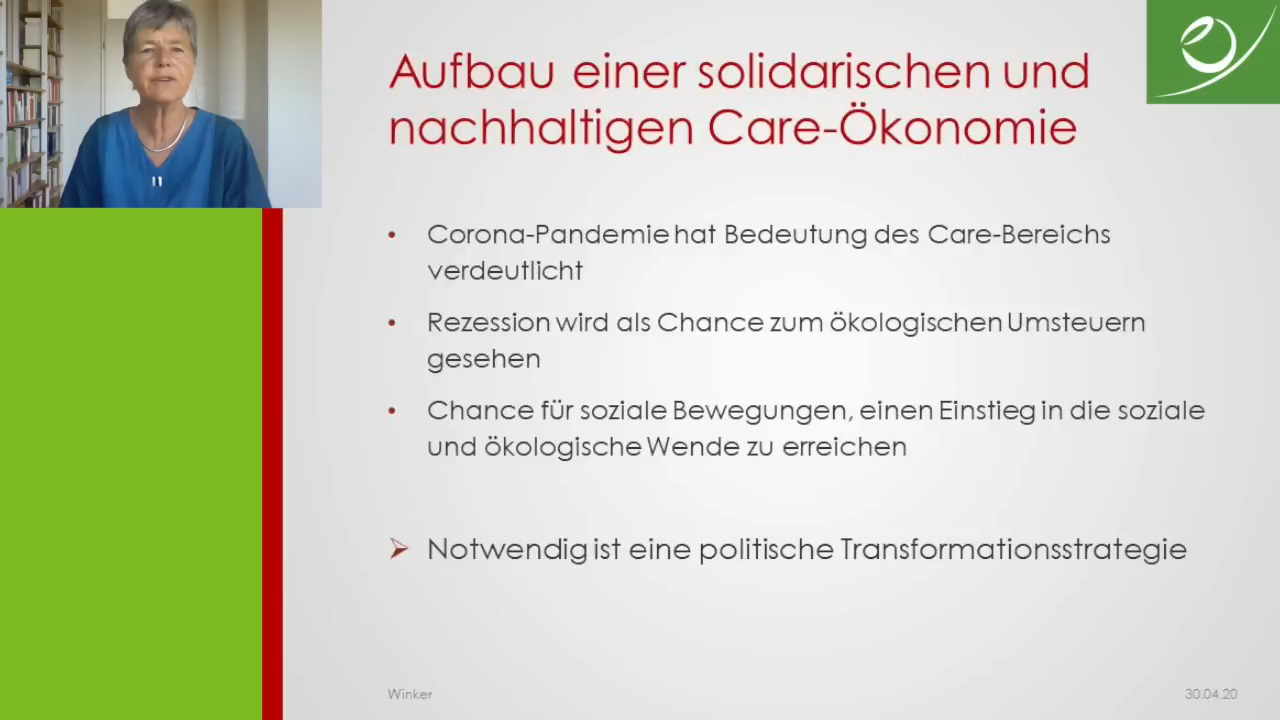 Aufbau einer solidarischen und
nachhaltigen Care-Ökonomie
• Corona-Pandemie hat Bedeutung des Care-Bereichs
verdeutlicht
• Rezession wird als Chance zum ökologischen Umsteuern
gesehen
• Chance für soziale Bewegungen, einen Einstieg in die soziale
und ökologische Wende zu erreichen
➢ Notwendig ist eine politische Transformationsstrategie
Winker
30.04.20